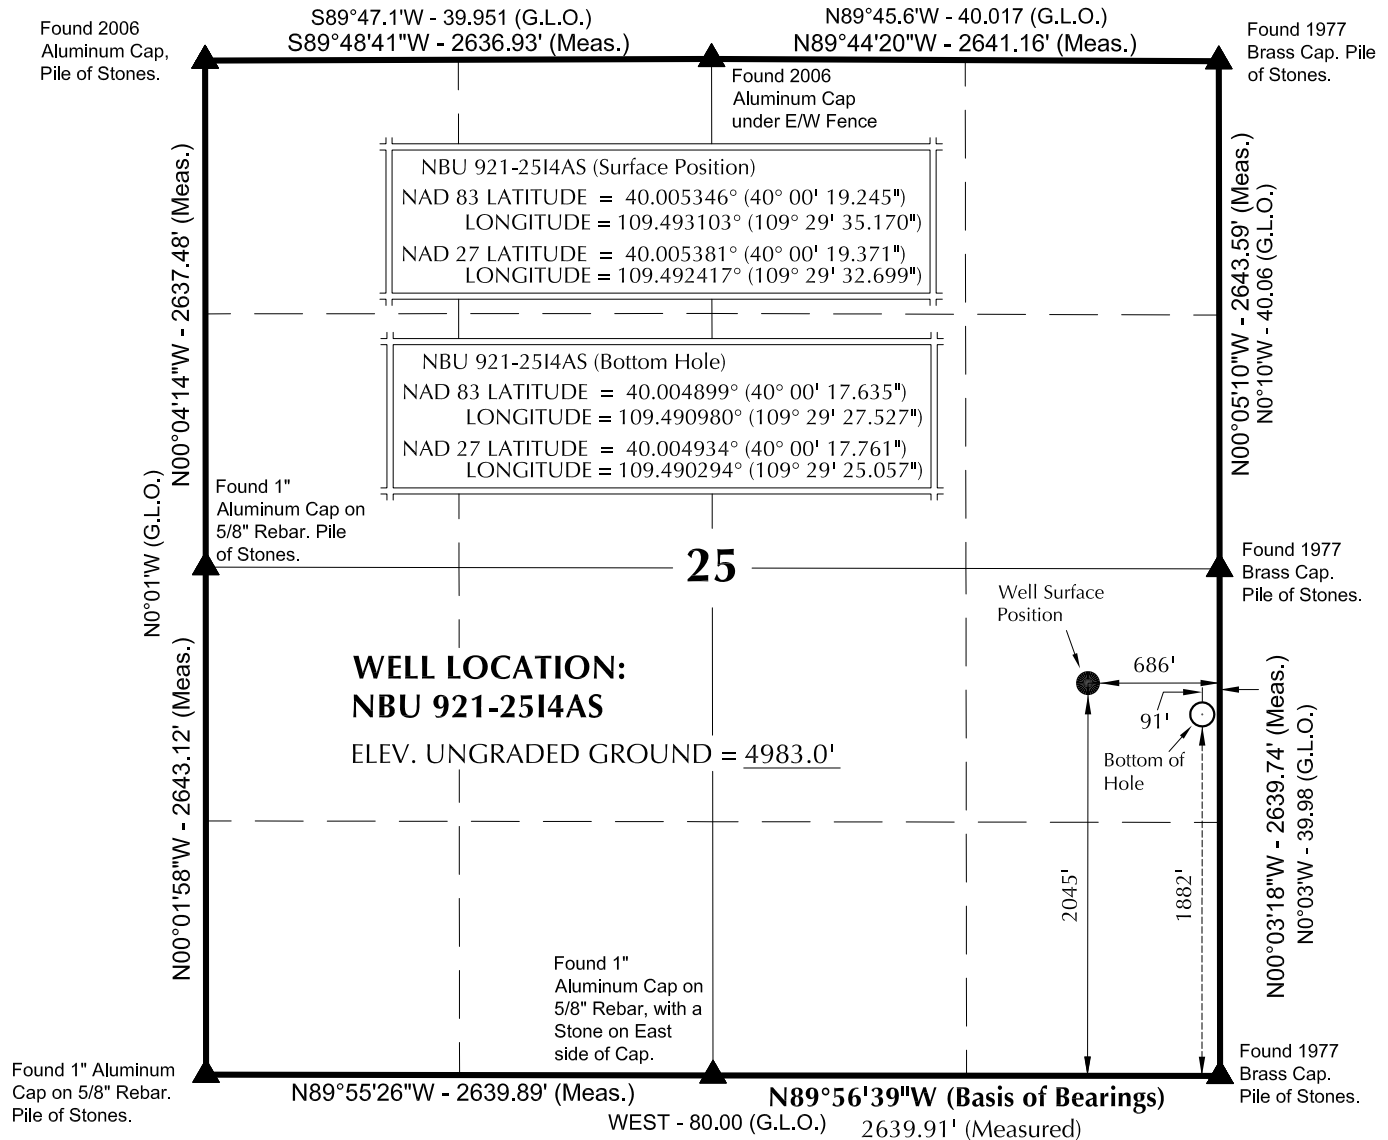 S89°47.1'W - 39.951 (G.L.O.)
S89°48'41"W - 2636.93' (Meas.)
N89°45.6'W - 40.017 (G.L.O.)
N89°44'20"W - 2641.16' (Meas.)
Found 2006
Aluminum Cap,
Pile of Stones.
Found 2006
Aluminum Cap
under E/W Fence
Found 1977
Brass Cap. Pile
of Stones.
NBU 921-25I4AS (Surface Position)
NAD 83 LATITUDE = 40.005346° (40° 00' 19.245")
LONGITUDE = 109.493103° (109° 29' 35.170")
NAD 27 LATITUDE = 40.005381° (40° 00' 19.371")
LONGITUDE = 109.492417° (109° 29' 32.699")
NBU 921-25I4AS (Bottom Hole)
NAD 83 LATITUDE = 40.004899° (40° 00' 17.635")
LONGITUDE = 109.490980° (109° 29' 27.527")
NAD 27 LATITUDE = 40.004934° (40° 00' 17.761")
LONGITUDE = 109.490294° (109° 29' 25.057")
N00°04'14"W - 2637.48' (Meas.)
N0°01'W (G.L.O.)
N00°01'58"W - 2643.12' (Meas.)
N00°05'10"W - 2643.59' (Meas.)
N0°10'W - 40.06 (G.L.O.)
Found 1"
Aluminum Cap on
5/8" Rebar. Pile
of Stones.
25
Found 1977
Brass Cap.
Pile of Stones.
Well Surface
Position
686'
91'
Bottom of
Hole
WELL LOCATION:
NBU 921-25I4AS
ELEV. UNGRADED GROUND = 4983.0'
2045'
1882'
N00°03'18"W - 2639.74' (Meas.)
N0°03'W - 39.98 (G.L.O.)
Found 1"
Aluminum Cap on
5/8" Rebar, with a
Stone on East
side of Cap.
Found 1" Aluminum
Cap on 5/8" Rebar.
Pile of Stones.
Found 1977
Brass Cap.
Pile of Stones.
N89°55'26"W - 2639.89' (Meas.)
N89°56'39"W (Basis of Bearings)
WEST - 80.00 (G.L.O.)
2639.91' (Measured)